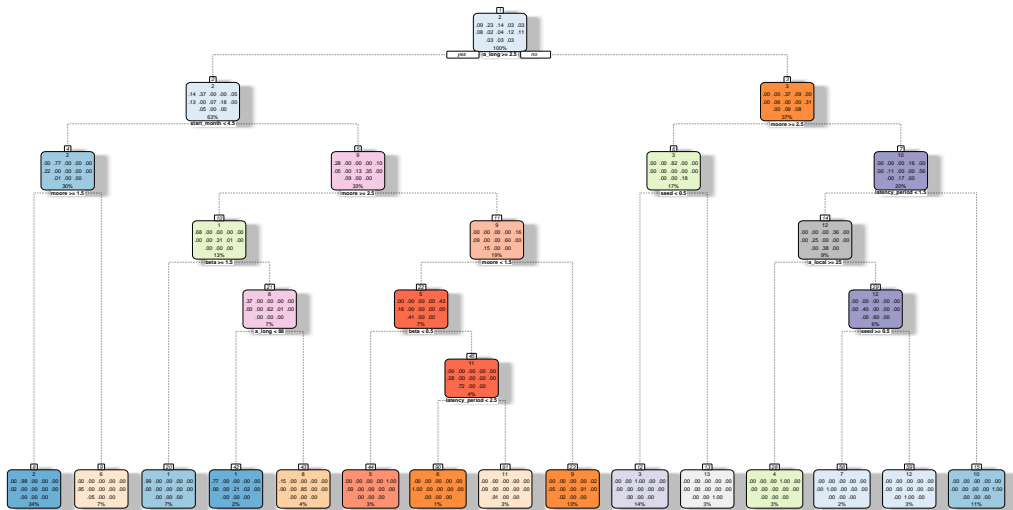 1
2
.09 .23 .14 .03 .03
.08 .02 .04 .12 .11
.03 .03 .03
100%
yes a_long >= 2.5 no
2
2
.14 .37 .00 .00 .05
.13 .00 .07 .18 .00
.05 .00 .00
63%
start_month < 4.5
3
3
.00 .00 .37 .09 .00
.00 .06 .00 .00 .31
.00 .09 .08
37%
moore >= 2.5
4
2
.00 .77 .00 .00 .00
.22 .00 .00 .00 .00
.01 .00 .00
30%
moore >= 1.5
5
9
.28 .00 .00 .00 .10
.05 .00 .13 .35 .00
.09 .00 .00
33%
moore >= 2.5
6
3
.00 .00 .82 .00 .00
.00 .00 .00 .00 .00
.00 .00 .18
17%
seed < 0.5
7
10
.00 .00 .00 .16 .00
.00 .11 .00 .00 .56
.00 .17 .00
20%
latency_period < 1.5
10
1
.68 .00 .00 .00 .00
.00 .00 .31 .01 .00
.00 .00 .00
13%
beta >= 1.5
11
9
.00 .00 .00 .00 .16
.09 .00 .00 .60 .00
.15 .00 .00
19%
moore < 1.5
14
12
.00 .00 .00 .36 .00
.00 .25 .00 .00 .00
.00 .38 .00
9%
a_local >= 25
21
8
.37 .00 .00 .00 .00
.00 .00 .62 .01 .00
.00 .00 .00
7%
a_long < 88
22
5
.00 .00 .00 .00 .43
.16 .00 .00 .00 .00
.41 .00 .00
7%
beta < 0.5
29
12
.00 .00 .00 .00 .00
.00 .40 .00 .00 .00
.00 .60 .00
6%
seed >= 0.5
45
11
.00 .00 .00 .00 .00
.28 .00 .00 .00 .00
.72 .00 .00
4%
latency_period < 2.5
8
2
.00 .98 .00 .00 .00
.02 .00 .00 .00 .00
.00 .00 .00
24%
9
6
.00 .00 .00 .00 .00
.95 .00 .00 .00 .00
.05 .00 .00
7%
20
1
.99 .00 .00 .00 .00
.00 .00 .00 .00 .00
.00 .00 .00
7%
42
1
.77 .00 .00 .00 .00
.00 .00 .21 .02 .00
.00 .00 .00
2%
43
8
.15 .00 .00 .00 .00
.00 .00 .85 .00 .00
.00 .00 .00
4%
44
5
.00 .00 .00 .00 1.00
.00 .00 .00 .00 .00
.00 .00 .00
3%
90
6
.00 .00 .00 .00 .00
1.00 .00 .00 .00 .00
.00 .00 .00
1%
91
11
.00 .00 .00 .00 .00
.09 .00 .00 .00 .00
.91 .00 .00
3%
23
9
.00 .00 .00 .00 .02
.05 .00 .00 .91 .00
.02 .00 .00
13%
12
3
.00 .00 1.00 .00 .00
.00 .00 .00 .00 .00
.00 .00 .00
14%
13
13
.00 .00 .00 .00 .00
.00 .00 .00 .00 .00
.00 .00 1.00
3%
28
4
.00 .00 .00 1.00 .00
.00 .00 .00 .00 .00
.00 .00 .00
3%
58
7
.00 .00 .00 .00 .00
.00 1.00 .00 .00 .00
.00 .00 .00
2%
59
12
.00 .00 .00 .00 .00
.00 .00 .00 .00 .00
.00 1.00 .00
3%
15
10
.00 .00 .00 .00 .00
.00 .00 .00 .00 1.00
.00 .00 .00
11%